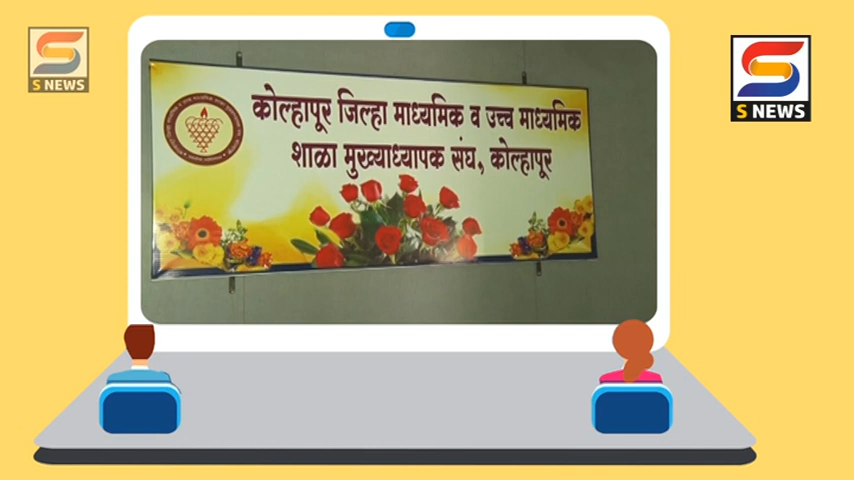 S NEWS
S NEWS
कोल्हापूर जिल्हा माध्यमिक व उच्च माध्यमिक
शाळा मुख्याध्यापक संघ, कोल्हापूर